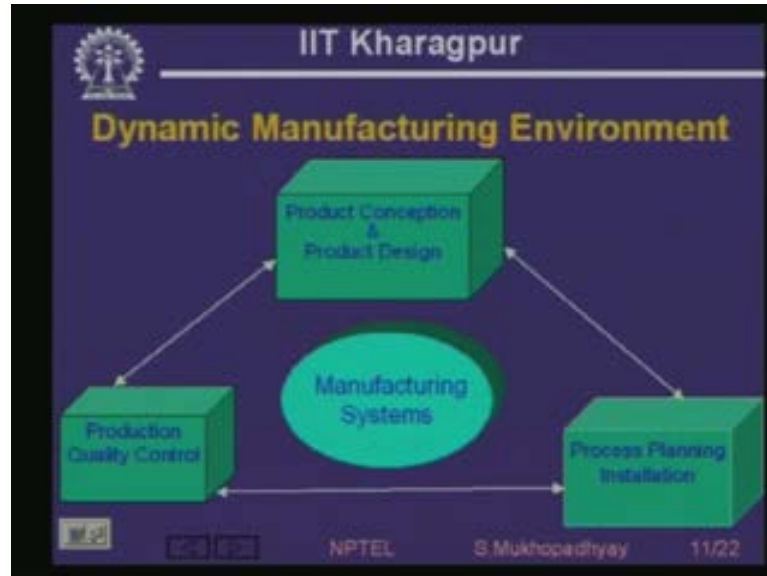 IIT Kharagpur
Dynamic Manufacturing Environment
Product Conception
&
Product Design
Manufacturing
Systems
Production
Quality Control
Process Planning
Installation
NPTEL
S.Mukhopadhyay
11/22